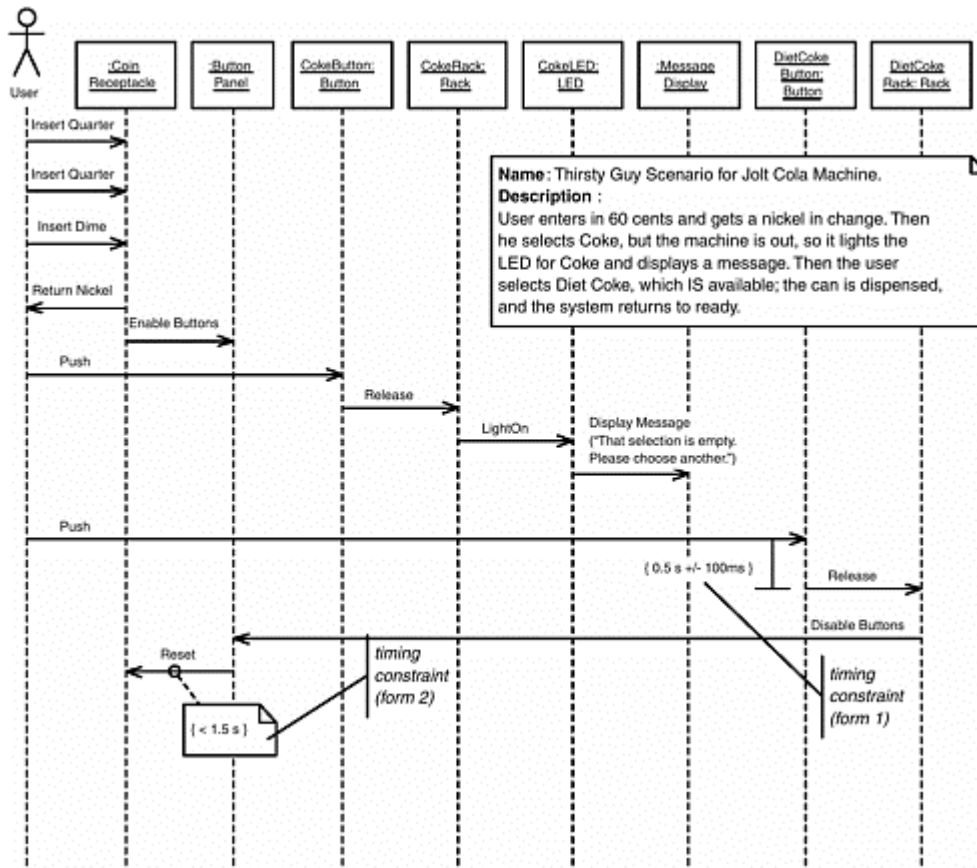 User
:Coin
Receptacle
:Button
Panel
CokeButton:
Button
CokeRack:
Rack
CokeLED:
LED
:Message
Display
DietCoke
Button:
Button
DietCoke
Rack: Rack
Insert Quarter
Insert Quarter
Insert Dime
Return Nickel
Enable Buttons
Name: Thirsty Guy Scenario for Jolt Cola Machine.
Description :
User enters in 60 cents and gets a nickel in change. Then
he selects Coke, but the machine is out, so it lights the
LED for Coke and displays a message. Then the user
selects Diet Coke, which IS available; the can is dispensed,
and the system returns to ready.
Push
Release
LightOn
Display Message
("That selection is empty.
Please choose another.")
Push
{ 0.5 s +/- 100ms }
Release
Disable Buttons
Reset
timing
constraint
(form 2)
timing
constraint
(form 1)
{ < 1.5 s }